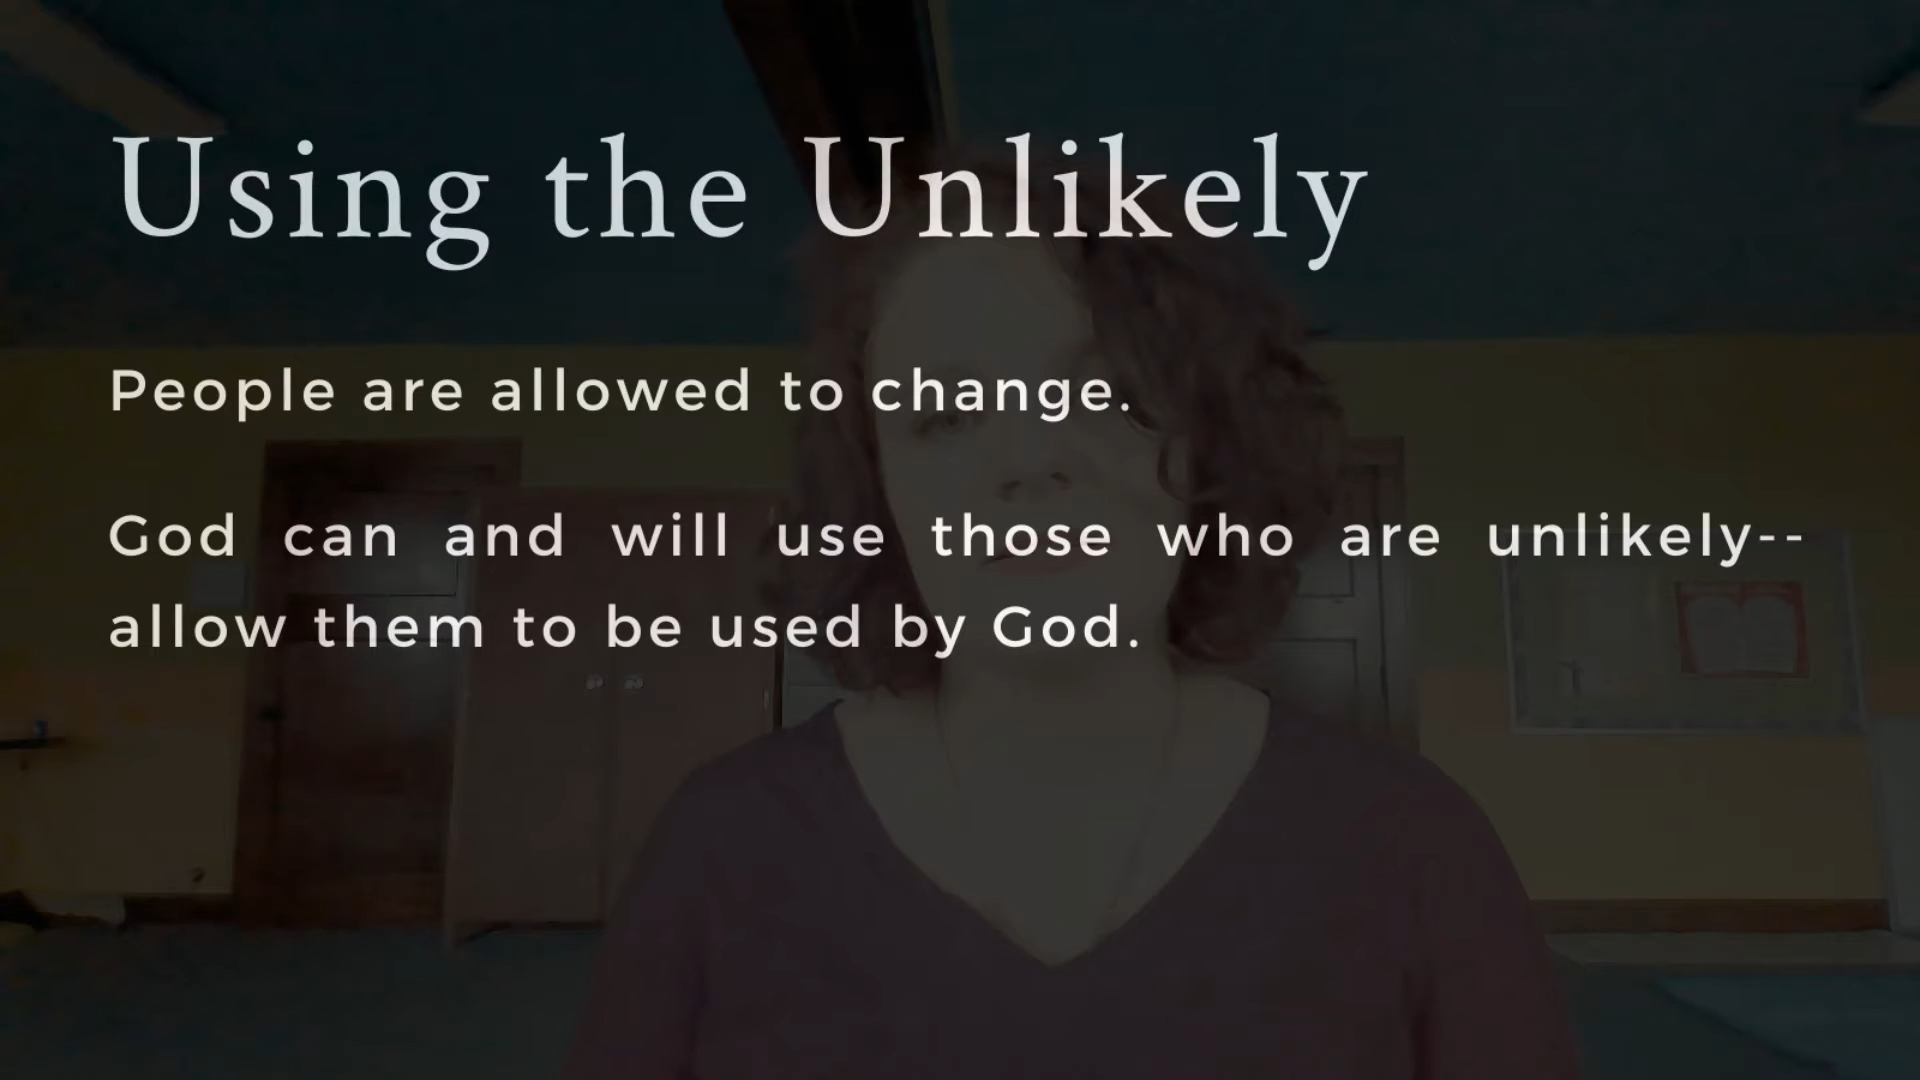 Using the Unlikely
People are allowed to change.
God can and will use those who are unlikely--
allow them to be used by God.